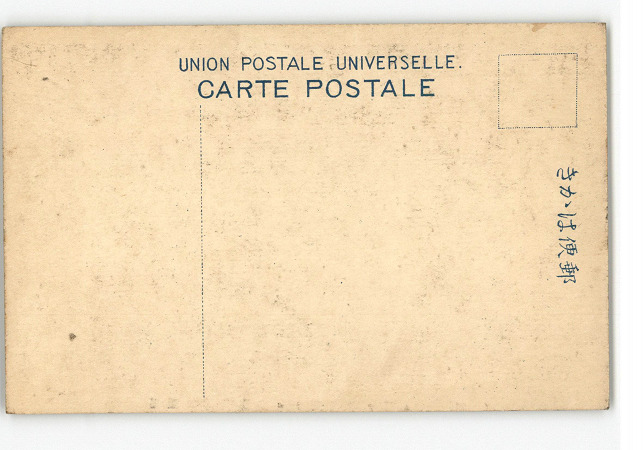 UNION POSTALE UNIVERSELLE.
CARTE POSTALE
郵便はがき